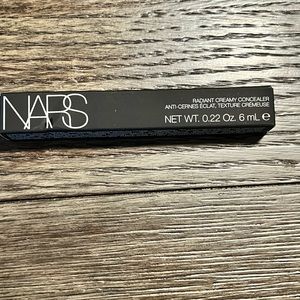 NARS
RADIANT CREAMY CONCEALER
ANTI-CERNES ÉCLAT, TEXTURE CRÉMEUSE
NET WT. 0.22 Oz. 6 mL ℮